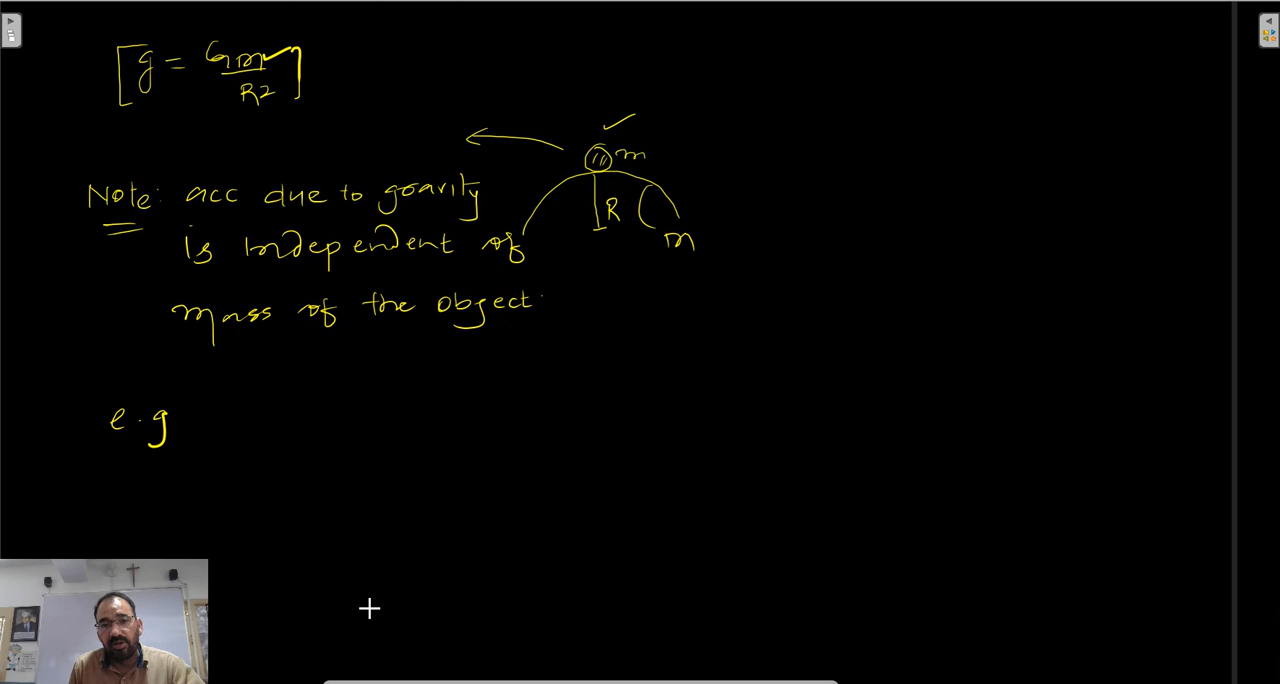 [g = Gm/R2]
m
Note: acc due to gravity
R
is independent of
m
mass of the object.
e.g